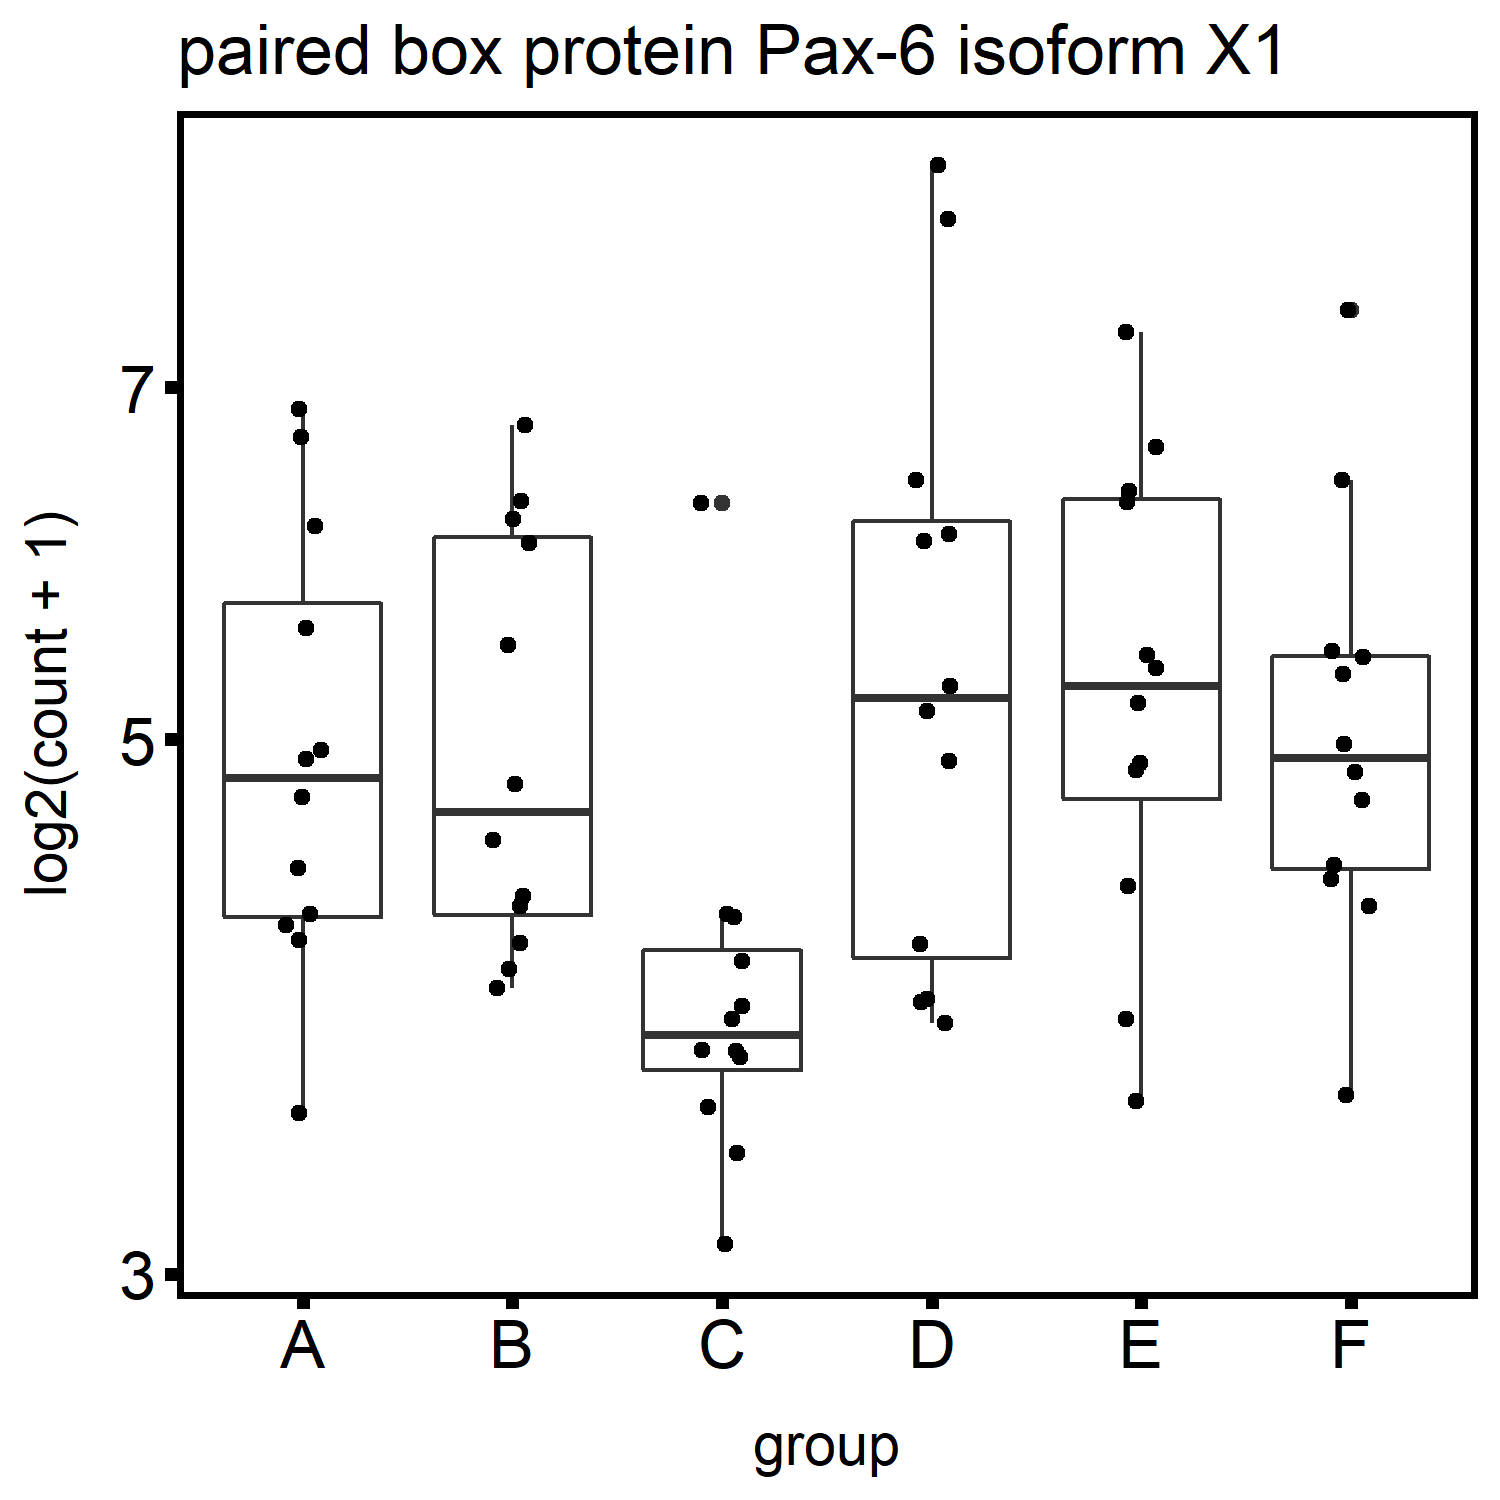 paired box protein Pax-6 isoform X1
log2(count + 1)
7
5
3
A B C D E F
group